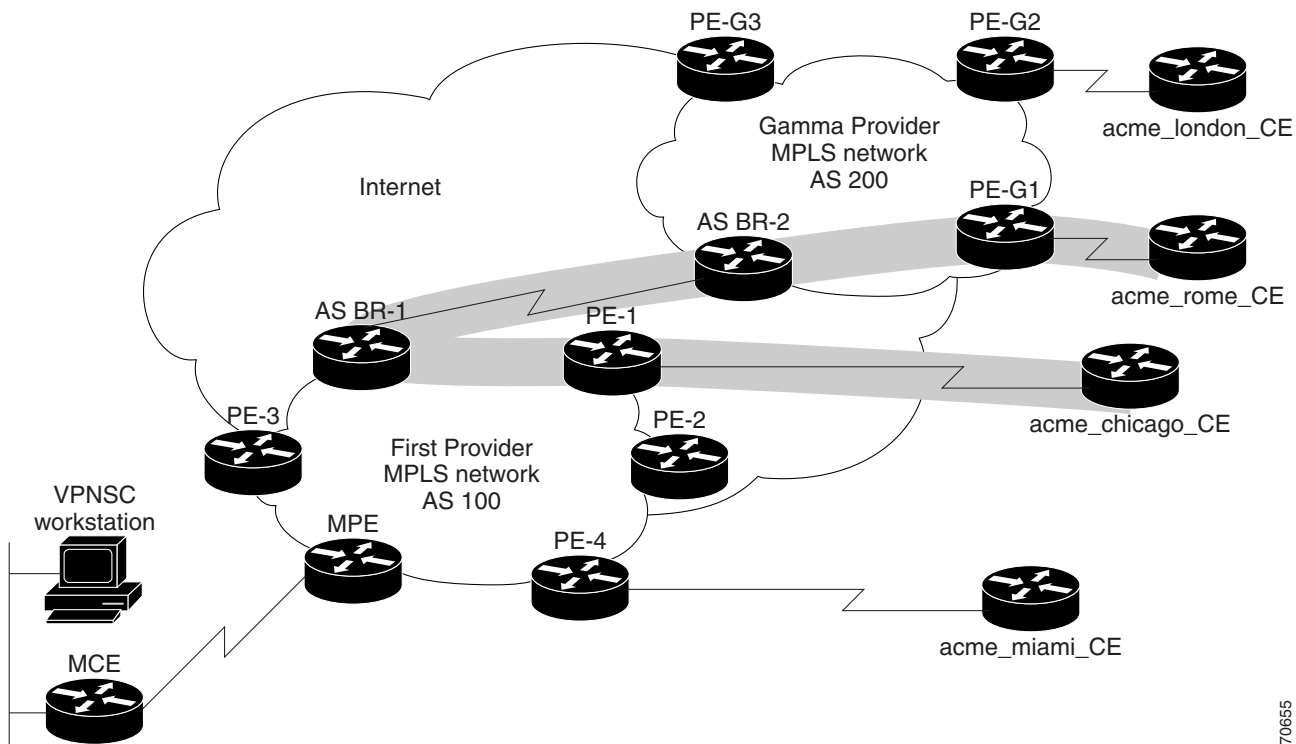 PE-G3
PE-G2
acme_london_CE
Gamma Provider
MPLS network
AS 200
Internet
PE-G1
AS BR-2
acme_rome_CE
AS BR-1
PE-1
acme_chicago_CE
PE-3
PE-2
First Provider
MPLS network
AS 100
VPNSC
workstation
MPE
PE-4
acme_miami_CE
MCE
70655